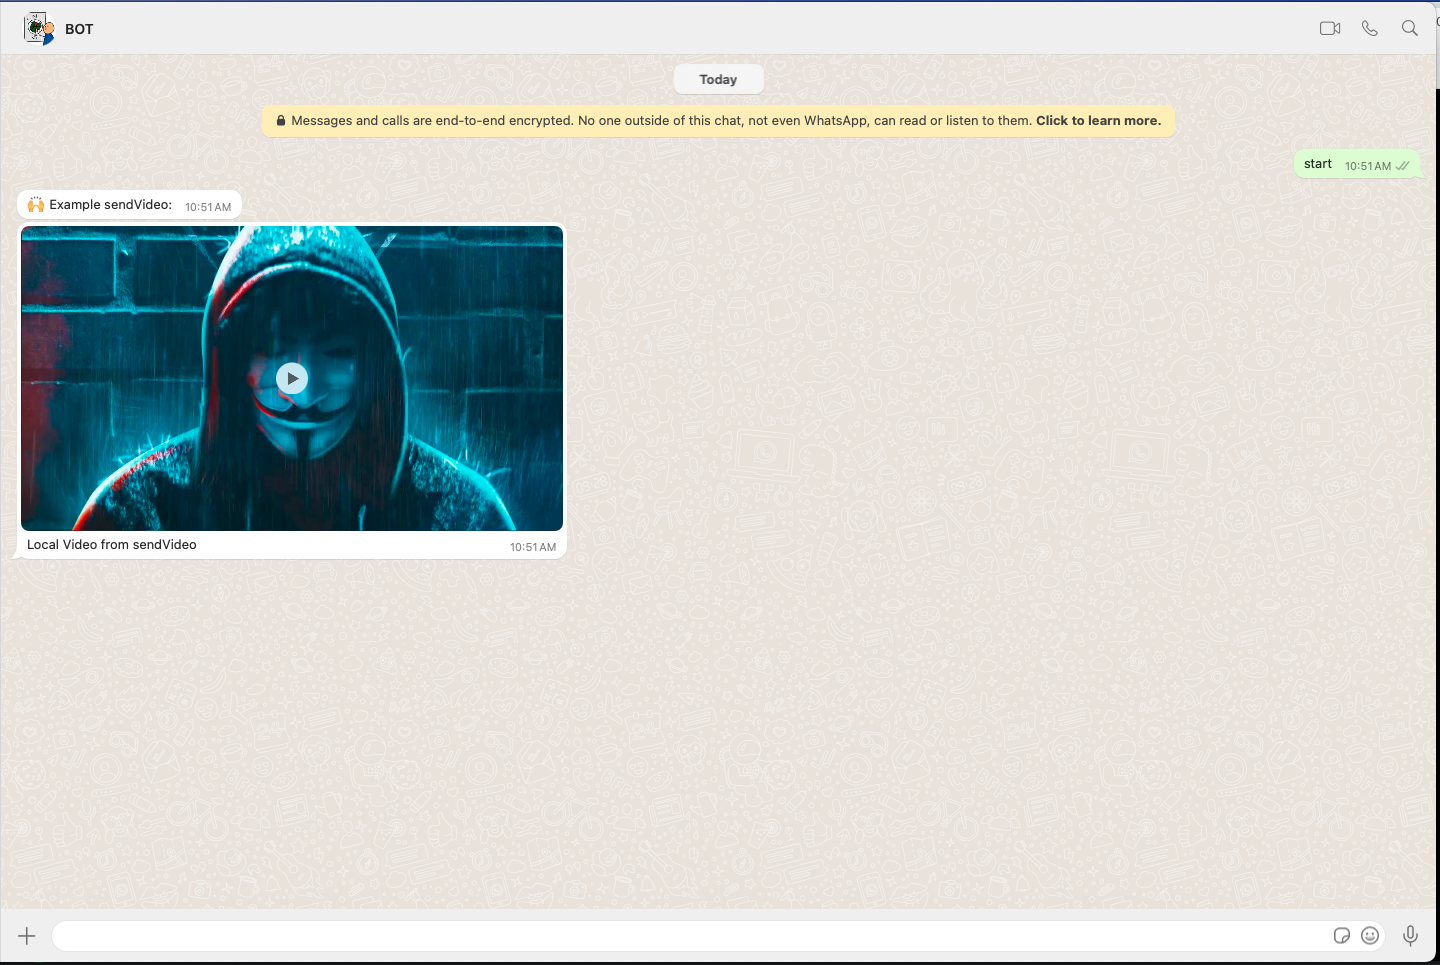 BOT
Today
Messages and calls are end-to-end encrypted. No one outside of this chat, not even WhatsApp, can read or listen to them. Click to learn more.
start 10:51 AM
🙌 Example sendVideo: 10:51 AM
Local Video from sendVideo 10:51 AM